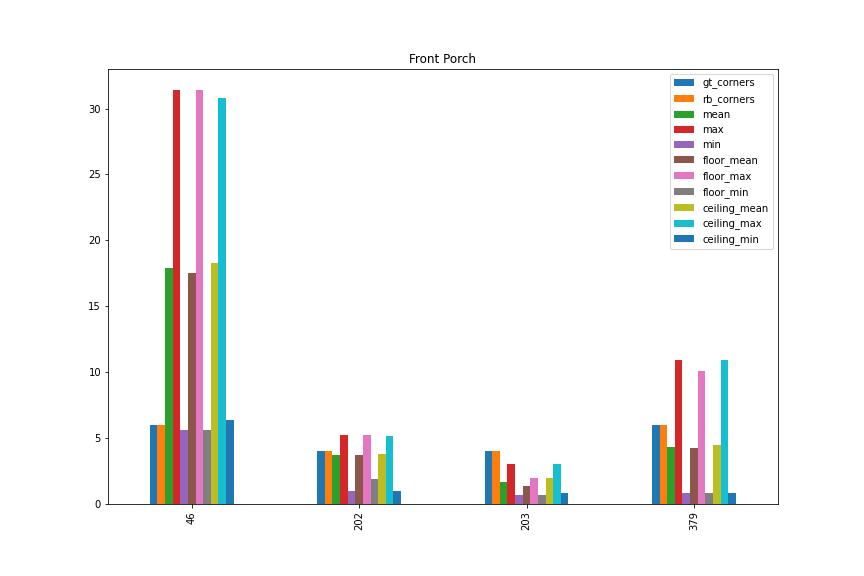 Front Porch
gt_corners
rb_corners
mean
max
min
floor_mean
floor_max
floor_min
ceiling_mean
ceiling_max
ceiling_min
30
25
20
15
10
5
0
46
202
203
379